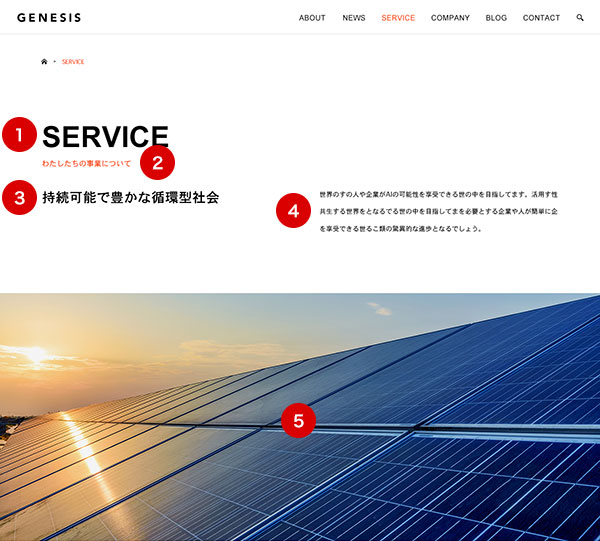 GENESIS
ABOUT NEWS SERVICE COMPANY BLOG CONTACT
SERVICE
1 SERVICE
わたしたちの事業について 2
3 持続可能で豊かな循環型社会
4
世界のすの人や企業がAIの可能性を享受できる世の中を目指してます。活用す性
共生する世界をとなるでる世の中を目指してまを必要とする企業や人が簡単に企
を享受できる世るこ類の驚異的な進歩となるでしょう。
5